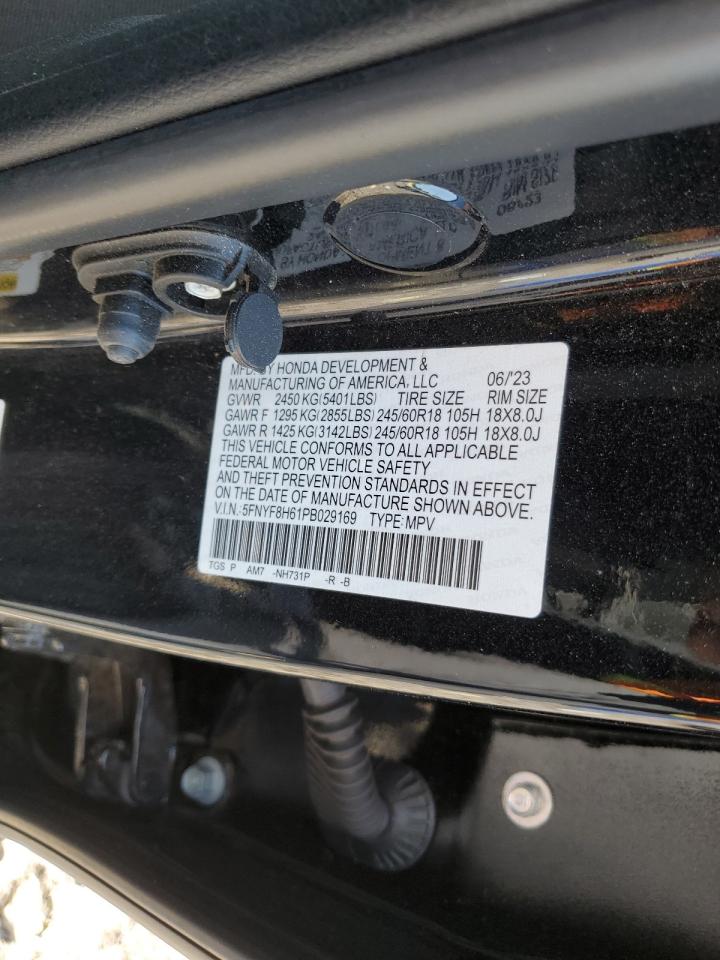 MFD. BY HONDA DEVELOPMENT &
MANUFACTURING OF AMERICA, LLC 06/'23
GVWR 2450 KG(5401LBS) TIRE SIZE RIM SIZE
GAWR F 1295 KG(2855LBS) 245/60R18 105H 18X8.0J
GAWR R 1425 KG(3142LBS) 245/60R18 105H 18X8.0J
THIS VEHICLE CONFORMS TO ALL APPLICABLE
FEDERAL MOTOR VEHICLE SAFETY
AND THEFT PREVENTION STANDARDS IN EFFECT
ON THE DATE OF MANUFACTURE SHOWN ABOVE.
V.I.N.: 5FNYF8H61PB029169 TYPE: MPV
TGS P AM7 -NH731P -R -B